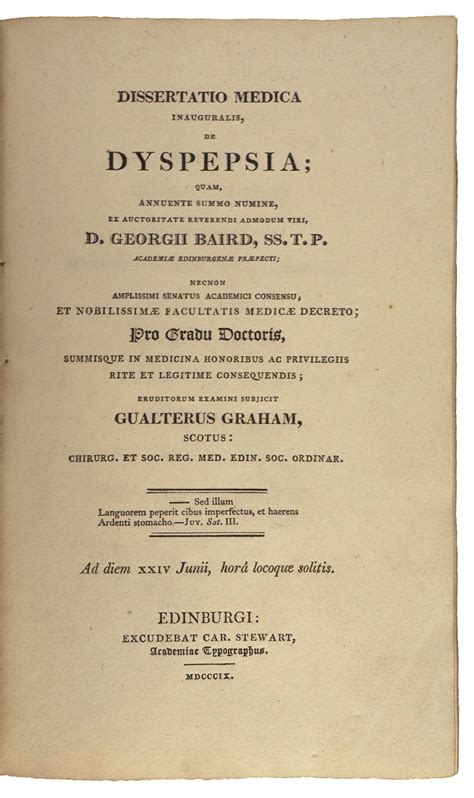 DISSERTATIO MEDICA
INAUGURALIS,
DE
DYSPEPSIA;
QUAM,
ANNUENTE SUMMO NUMINE,
EX AUCTORITATE REVERENDI ADMODUM VIRI,
D. GEORGII BAIRD, SS. T. P.
ACADEMIÆ EDINBURGENÆ PRÆFECTI;
NECNON
AMPLISSIMI SENATUS ACADEMICI CONSENSU;
ET NOBILISSIMÆ FACULTATIS MEDICÆ DECRETO;
Pro Gradu Doctoris,
SUMMISQUE IN MEDICINA HONORIBUS AC PRIVILEGIIS
RITE ET LEGITIME CONSEQUENDIS;
ERUDITORUM EXAMINI SUBJICIT
GUALTERUS GRAHAM,
SCOTUS:
CHIRURG. ET SOC. REG. MED. EDIN. SOC. ORDINAR.
—— Sed illum
Languorem peperit cibus imperfectus, et haerens
Ardenti stomacho.—JUV. Sat. III.
Ad diem XXIV Junii, horâ locoque solitis.
EDINBURGI:
EXCUDEBAT CAR. STEWART,
Academiae Typographus.
MDCCCIX.